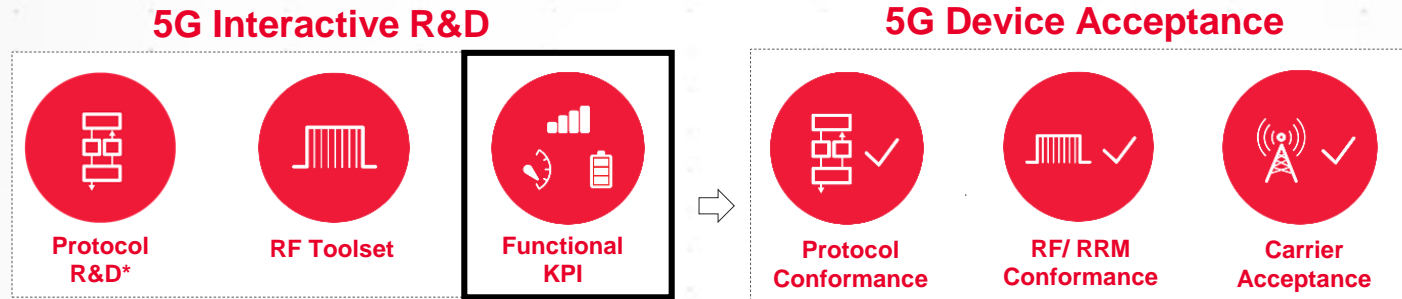 5G Interactive R&D
5G Device Acceptance
Protocol
R&D*
RF Toolset
Functional
KPI
Protocol
Conformance
RF/ RRM
Conformance
Carrier
Acceptance